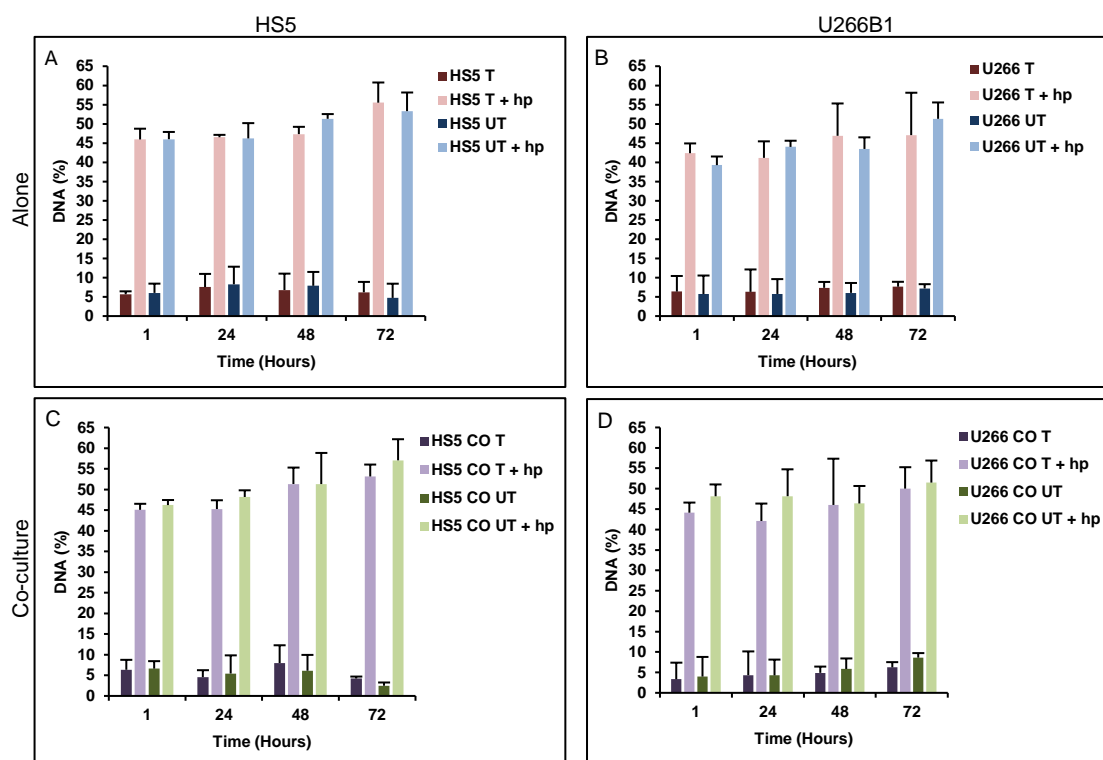 HS5
U266B1
Alone
Co-culture
A
DNA (%)
65
60
55
50
45
40
35
30
25
20
15
10
5
0
1 24 48 72
Time (Hours)
HS5 T
HS5 T + hp
HS5 UT
HS5 UT + hp
B
DNA (%)
65
60
55
50
45
40
35
30
25
20
15
10
5
0
1 24 48 72
Time (Hours)
U266 T
U266 T + hp
U266 UT
U266 UT + hp
C
DNA (%)
65
60
55
50
45
40
35
30
25
20
15
10
5
0
1 24 48 72
Time (Hours)
HS5 CO T
HS5 CO T + hp
HS5 CO UT
HS5 CO UT + hp
D
DNA (%)
65
60
55
50
45
40
35
30
25
20
15
10
5
0
1 24 48 72
Time (Hours)
U266 CO T
U266 CO T + hp
U266 CO UT
U266 CO UT + hp